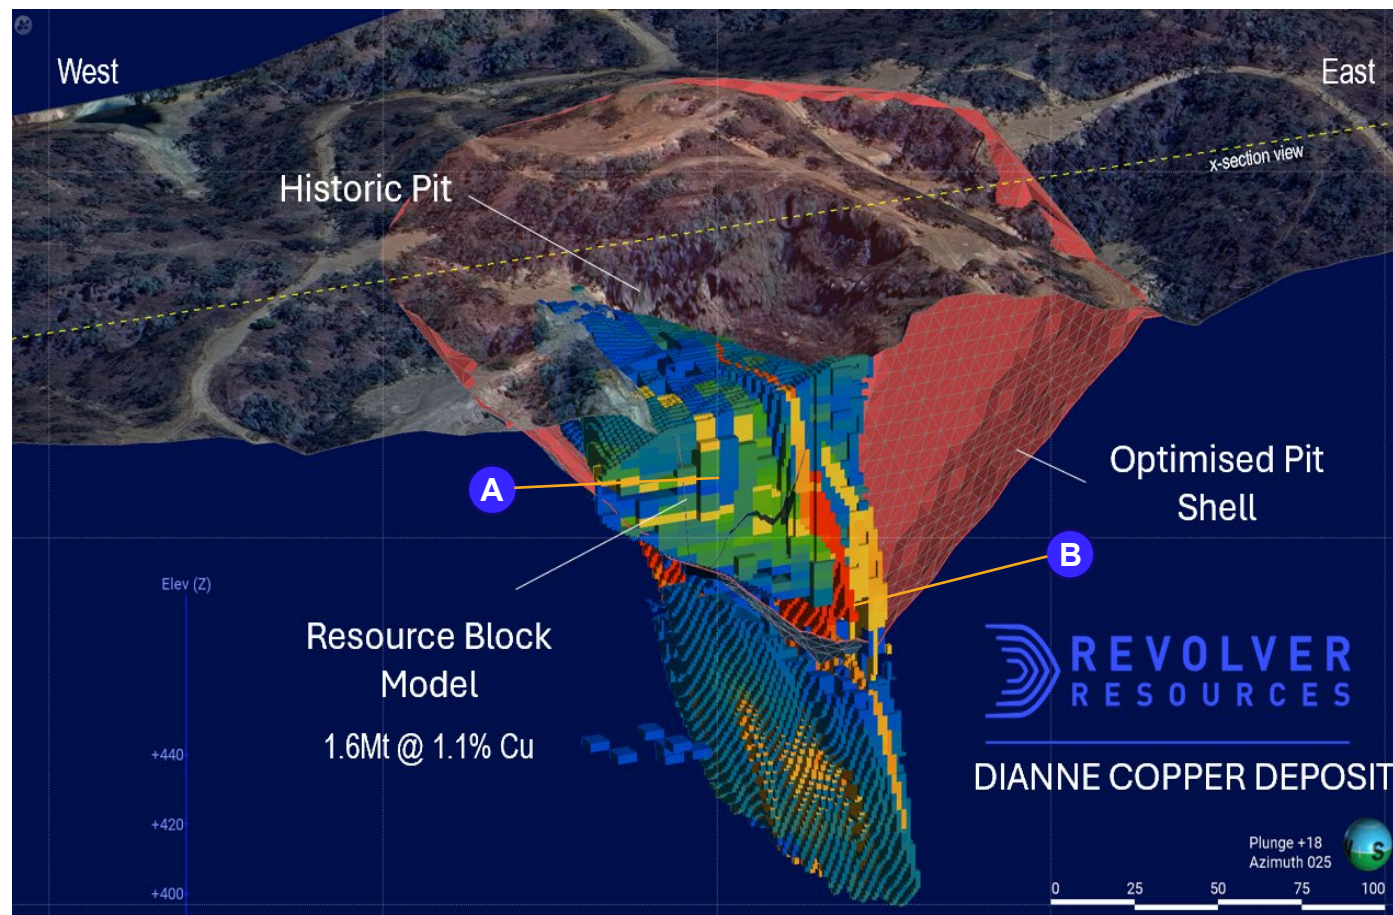 West
East
x-section view
Historic Pit
A
Optimised Pit
Shell
B
Elev (Z)
Resource Block
Model
1.6Mt @ 1.1% Cu
REVOLVER
RESOURCES
DIANNE COPPER DEPOSIT
+440
+420
+400
Plunge +18
Azimuth 025
S
0 25 50 75 100